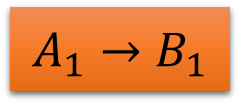 A₁ → B₁